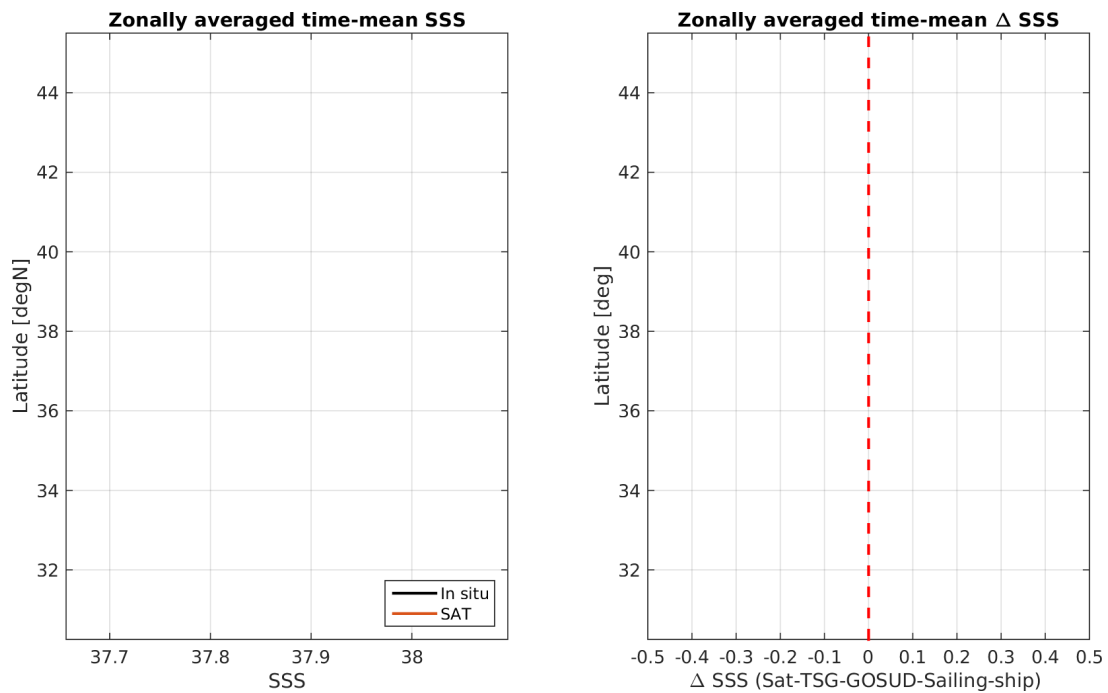 Zonally averaged time-mean SSS
44
42
40
38
36
34
32
Latitude [degN]
In situ
SAT
37.7 37.8 37.9 38
SSS
Zonally averaged time-mean Δ SSS
44
42
40
38
36
34
32
Latitude [deg]
-0.5 -0.4 -0.3 -0.2 -0.1 0 0.1 0.2 0.3 0.4 0.5
Δ SSS (Sat-TSG-GOSUD-Sailing-ship)